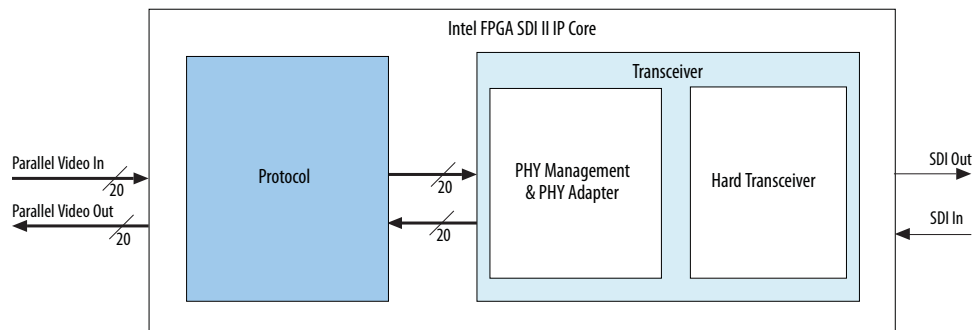 Intel FPGA SDI II IP Core
Transceiver
Parallel Video In
20
Parallel Video Out
20
Protocol
20
20
PHY Management
& PHY Adapter
Hard Transceiver
SDI Out
SDI In